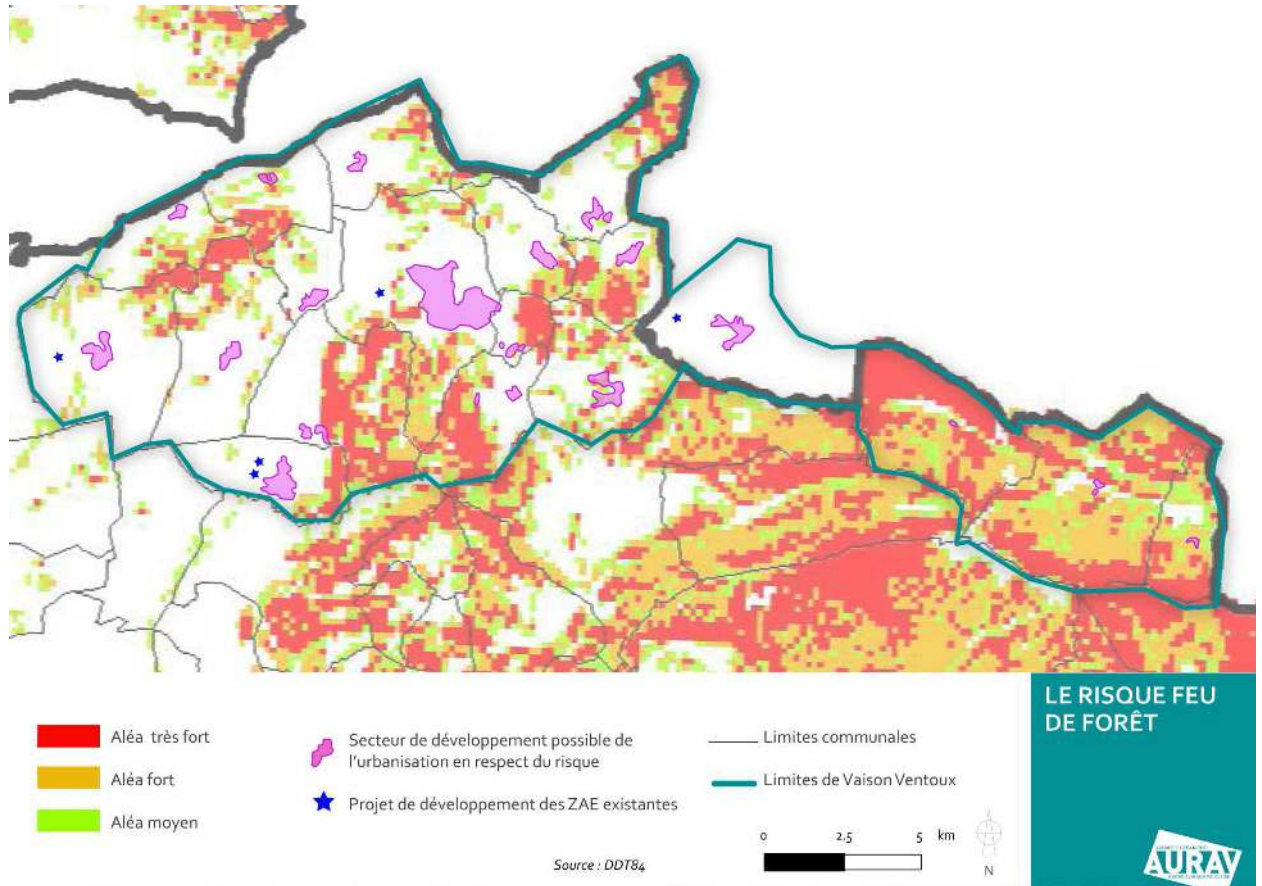 LE RISQUE FEU
DE FORÊT
Aléa très fort
Aléa fort
Aléa moyen
Secteur de développement possible de
l'urbanisation en respect du risque
Projet de développement des ZAE existantes
Limites communales
Limites de Vaison Ventoux
0 2.5 5 km
N
Source : DDT84
AURAV